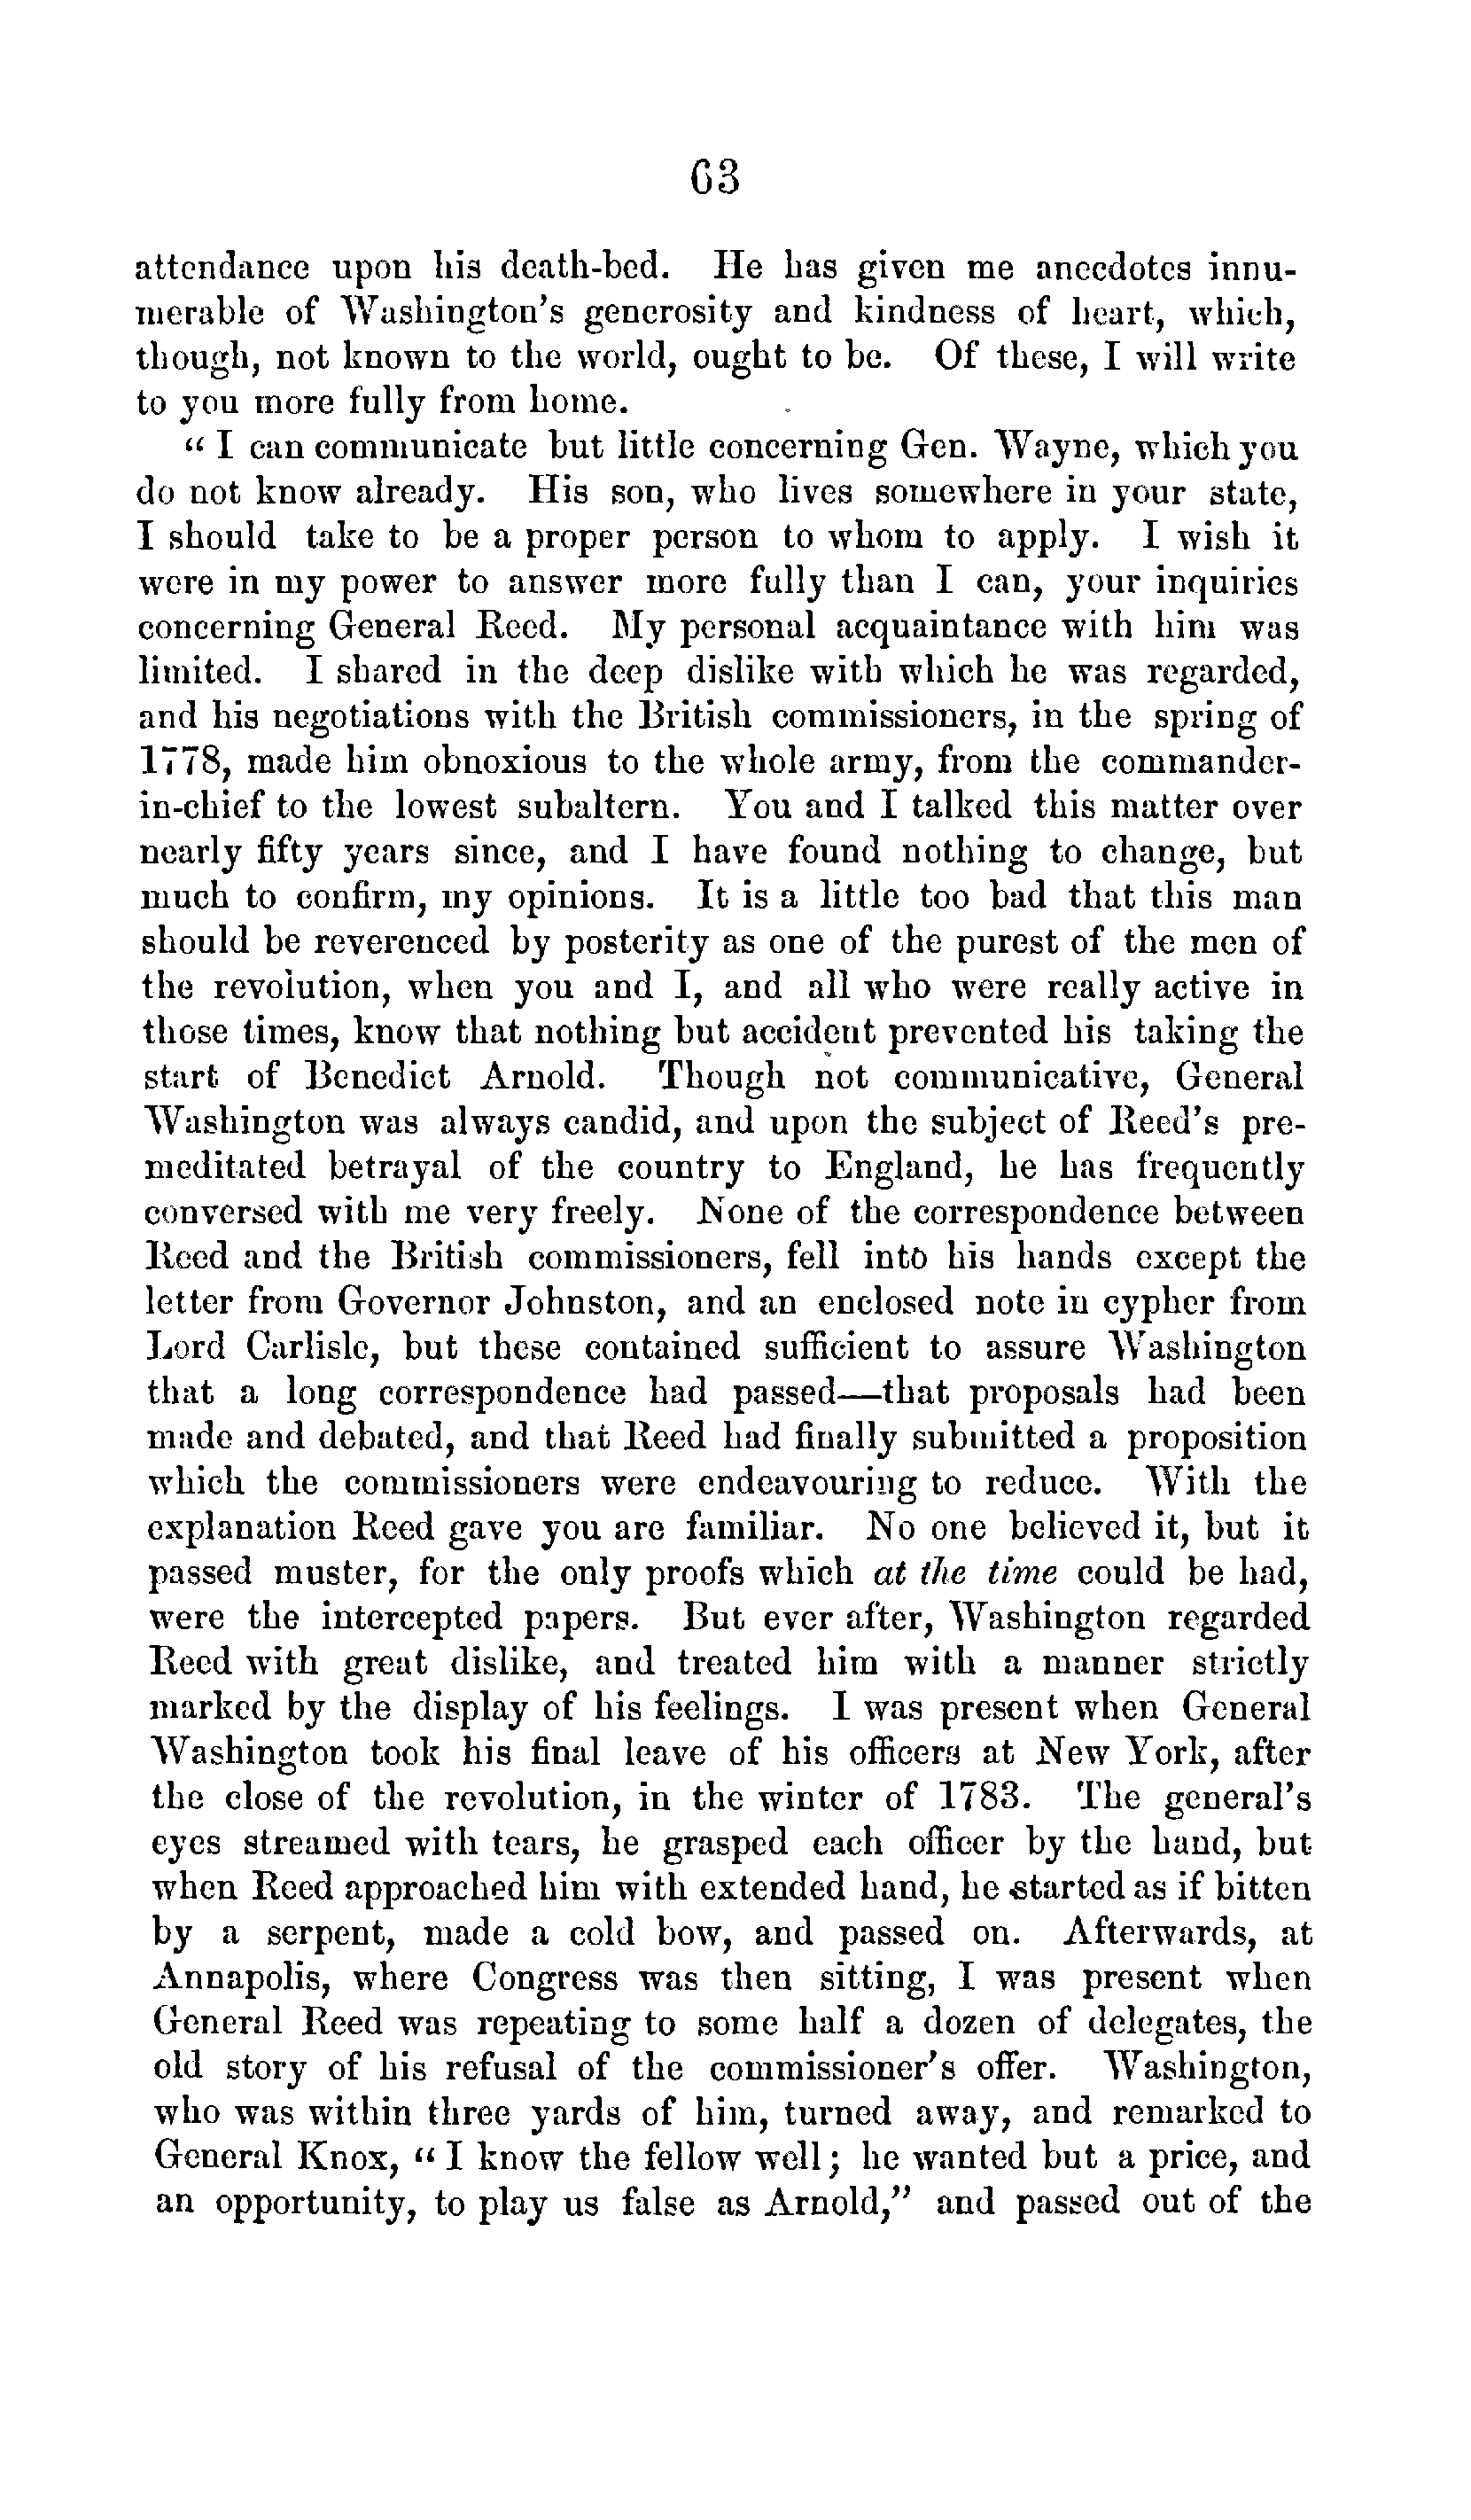 63
attendance upon his death-bed. He has given me anecdotes innu-
merable of Washington's generosity and kindness of heart, which,
though, not known to the world, ought to be. Of these, I will write
to you more fully from home.
"I can communicate but little concerning Gen. Wayne, which you
do not know already. His son, who lives somewhere in your state,
I should take to be a proper person to whom to apply. I wish it
were in my power to answer more fully than I can, your inquiries
concerning General Reed. My personal acquaintance with him was
limited. I shared in the deep dislike with which he was regarded,
and his negotiations with the British commissioners, in the spring of
1778, made him obnoxious to the whole army, from the commander-
in-chief to the lowest subaltern. You and I talked this matter over
nearly fifty years since, and I have found nothing to change, but
much to confirm, my opinions. It is a little too bad that this man
should be reverenced by posterity as one of the purest of the men of
the revolution, when you and I, and all who were really active in
those times, know that nothing but accident prevented his taking the
start of Benedict Arnold. Though not communicative, General
Washington was always candid, and upon the subject of Reed's pre-
meditated betrayal of the country to England, he has frequently
conversed with me very freely. None of the correspondence between
Reed and the British commissioners, fell into his hands except the
letter from Governor Johnston, and an enclosed note in cypher from
Lord Carlisle, but these contained sufficient to assure Washington
that a long correspondence had passed—that proposals had been
made and debated, and that Reed had finally submitted a proposition
which the commissioners were endeavouring to reduce. With the
explanation Reed gave you are familiar. No one believed it, but it
passed muster, for the only proofs which at the time could be had,
were the intercepted papers. But ever after, Washington regarded
Reed with great dislike, and treated him with a manner strictly
marked by the display of his feelings. I was present when General
Washington took his final leave of his officers at New York, after
the close of the revolution, in the winter of 1783. The general's
eyes streamed with tears, he grasped each officer by the hand, but
when Reed approached him with extended hand, he started as if bitten
by a serpent, made a cold bow, and passed on. Afterwards, at
Annapolis, where Congress was then sitting, I was present when
General Reed was repeating to some half a dozen of delegates, the
old story of his refusal of the commissioner's offer. Washington,
who was within three yards of him, turned away, and remarked to
General Knox, "I know the fellow well; he wanted but a price, and
an opportunity, to play us false as Arnold," and passed out of the